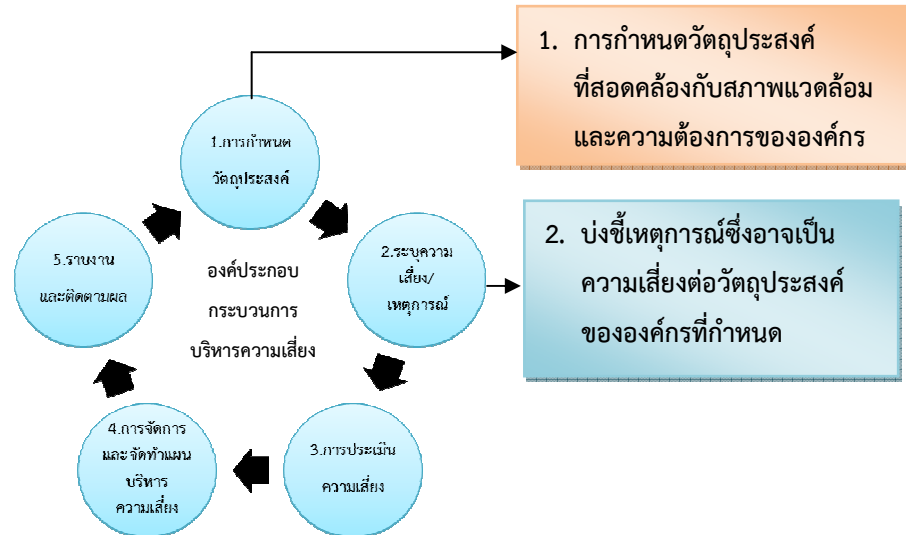 1. การกำหนดวัตถุประสงค์
ที่สอดคล้องกับสภาพแวดล้อม
และความต้องการขององค์กร
1.การกำหนด
วัตถุประสงค์
2. บ่งชี้เหตุการณ์ซึ่งอาจเป็น
ความเสี่ยงต่อวัตถุประสงค์
ขององค์กรที่กำหนด
2.ระบุความ
เสี่ยง/
เหตุการณ์
5.รายงาน
และติดตามผล
องค์ประกอบ
กระบวนการ
บริหารความเสี่ยง
4.การจัดการ
และจัดทำแผน
บริหาร
ความเสี่ยง
3.การประเมิน
ความเสี่ยง